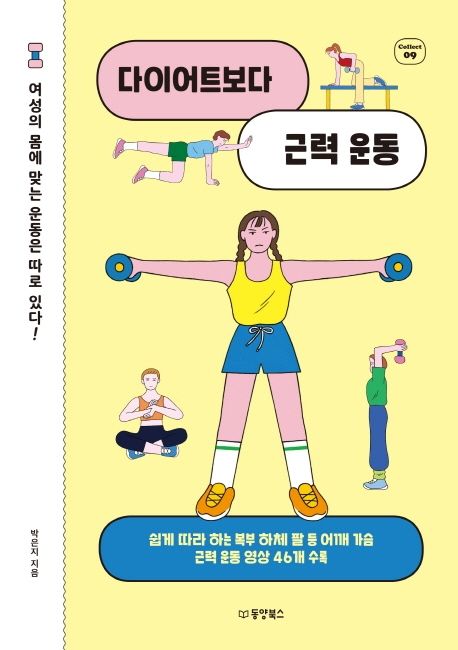 여성의 몸에 맞는 운동은 따로 있다!
박은지 지음
Collect
09
다이어트보다
근력 운동
쉽게 따라 하는 복부 하체 팔 등 어깨 가슴
근력 운동 영상 46개 수록
동양북스